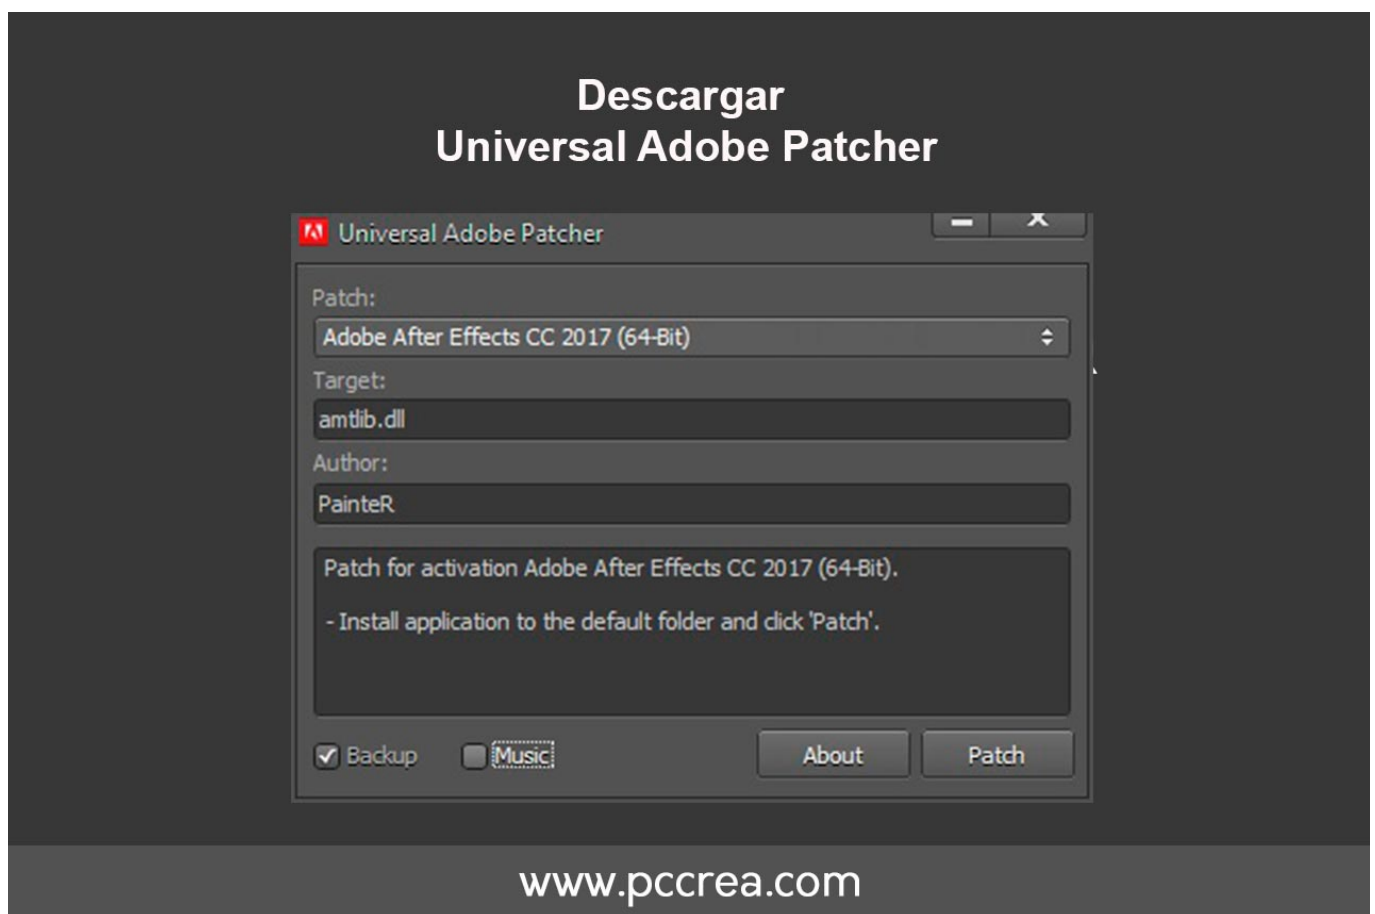 Descargar
Universal Adobe Patcher
Universal Adobe Patcher
Patch:
Adobe After Effects CC 2017 (64-Bit)
Target:
amtlib.dll
Author:
PainteR
Patch for activation Adobe After Effects CC 2017 (64-Bit).
- Install application to the default folder and click 'Patch'.
Backup Music About Patch
www.pccrea.com